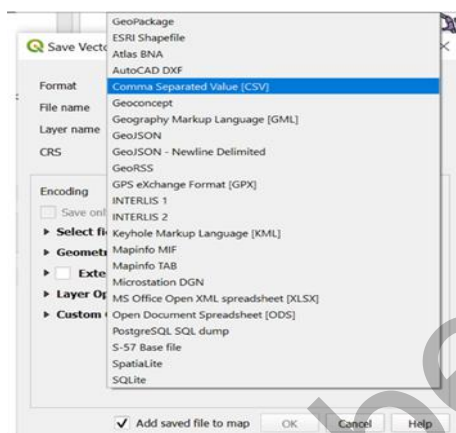 GeoPackage
ESRI Shapefile
Save Vect
Atlas BNA
AutoCAD DXF
Format
Comma Separated Value [CSV]
File name
Geoconcept
Geography Markup Language [GML]
Layer name
GeoJSON
CRS
GeoJSON - Newline Delimited
GeoRSS
GPS eXchange Format [GPX]
Encoding
INTERLIS 1
Save onl
INTERLIS 2
Select fi
Keyhole Markup Language [KML]
Geomet
Mapinfo MIF
Exte
Mapinfo TAB
Microstation DGN
Layer Op
MS Office Open XML spreadsheet [XLSX]
Custom
Open Document Spreadsheet [ODS]
PostgreSQL SQL dump
S-57 Base file
SpatiaLite
SQLite
Add saved file to map
OK
Cancel
Help